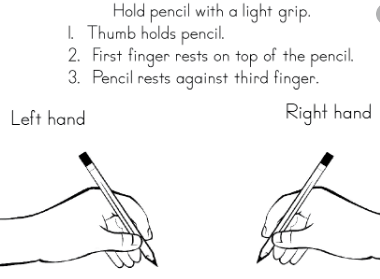 Hold pencil with a light grip.
1. Thumb holds pencil.
2. First finger rests on top of the pencil.
3. Pencil rests against third finger.
Left hand
Right hand